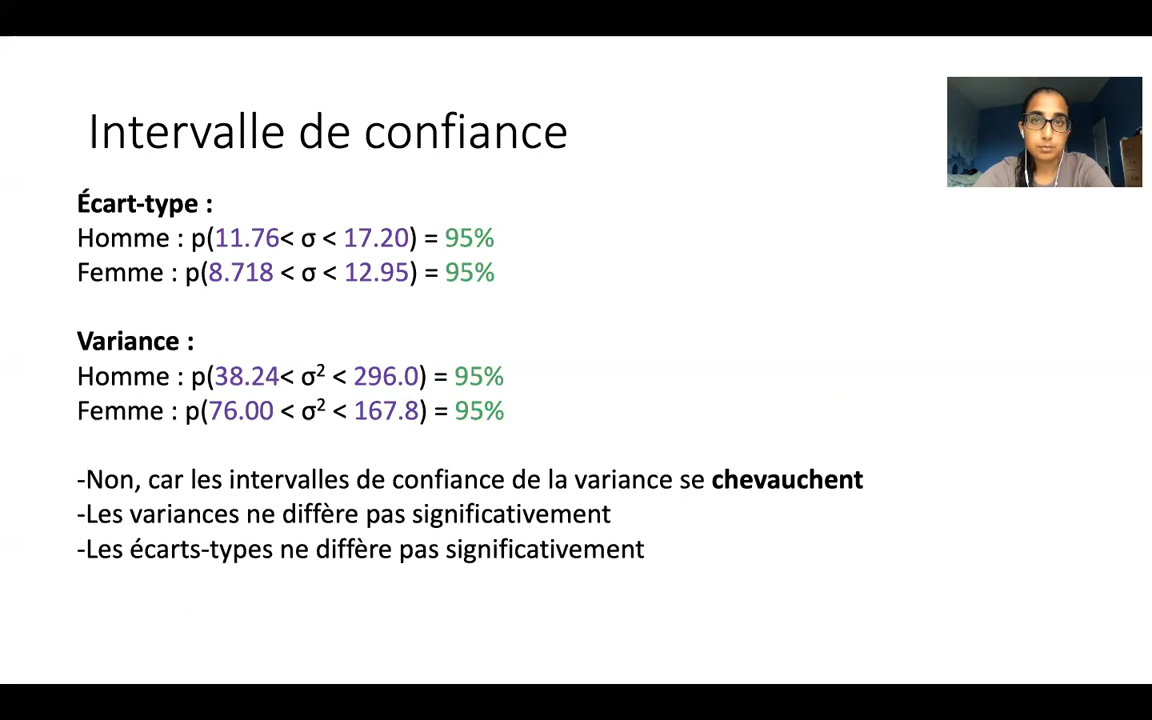 Intervalle de confiance
Écart-type :
Homme : p(11.76< σ < 17.20) = 95%
Femme : p(8.718 < σ < 12.95) = 95%
Variance :
Homme : p(38.24< σ² < 296.0) = 95%
Femme : p(76.00 < σ² < 167.8) = 95%
-Non, car les intervalles de confiance de la variance se chevauchent
-Les variances ne diffère pas significativement
-Les écarts-types ne diffère pas significativement